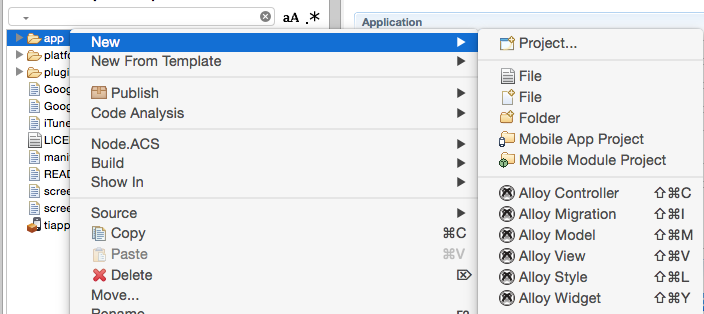 aA .*
Application
app
platfo
plugi
Goog
Goog
iTune
LICE
mani
READ
scree
scree
tiapp
New
New From Template
Publish
Code Analysis
Node.ACS
Build
Show In
Source
Copy ⌘C
Paste ⌘V
Delete ⌦
Move...
Rename
Project...
File
File
Folder
Mobile App Project
Mobile Module Project
Alloy Controller ⇧⌘C
Alloy Migration ⇧⌘I
Alloy Model ⇧⌘M
Alloy View ⇧⌘V
Alloy Style ⇧⌘L
Alloy Widget ⇧⌘Y